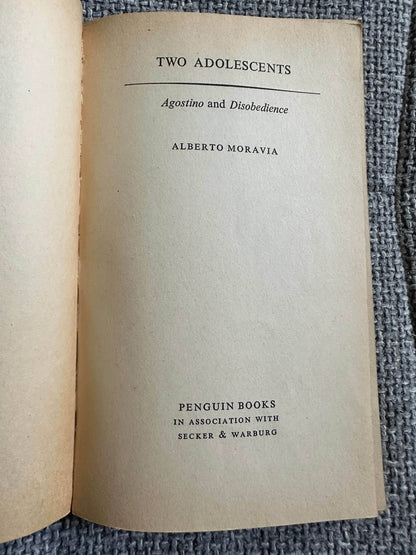 TWO ADOLESCENTS
Agostino and Disobedience
ALBERTO MORAVIA
PENGUIN BOOKS
IN ASSOCIATION WITH
SECKER & WARBURG